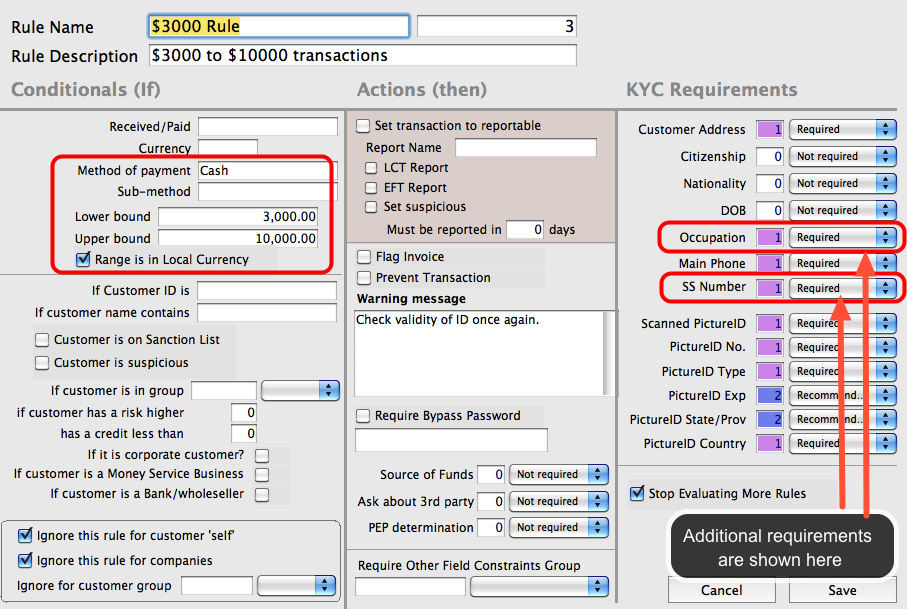 Rule Name $3000 Rule 3
Rule Description $3000 to $10000 transactions
Conditionals (If)
Received/Paid
Currency
Method of payment Cash
Sub-method
Lower bound 3,000.00
Upper bound 10,000.00
Range is in Local Currency
If Customer ID is
If customer name contains
Customer is on Sanction List
Customer is suspicious
If customer is in group
if customer has a risk higher 0
has a credit less than 0
If it is corporate customer?
If customer is a Money Service Business
If customer is a Bank/wholseller
Ignore this rule for customer 'self'
Ignore this rule for companies
Ignore for customer group
Actions (then)
Set transaction to reportable
Report Name
LCT Report
EFT Report
Set suspicious
Must be reported in 0 days
Flag Invoice
Prevent Transaction
Warning message
Check validity of ID once again.
Require Bypass Password
Source of Funds 0 Not required
Ask about 3rd party 0 Not required
PEP determination 0 Not required
Require Other Field Constraints Group
KYC Requirements
Customer Address 1 Required
Citizenship 0 Not required
Nationality 0 Not required
DOB 0 Not required
Occupation 1 Required
Main Phone 1 Required
SS Number 1 Required
Scanned PictureID 1 Required
PictureID No. 1 Required
PictureID Type 1 Required
PictureID Exp 2 Recommend...
PictureID State/Prov 2 Recommend...
PictureID Country 1 Required
Stop Evaluating More Rules
Additional requirements
are shown here
Cancel Save